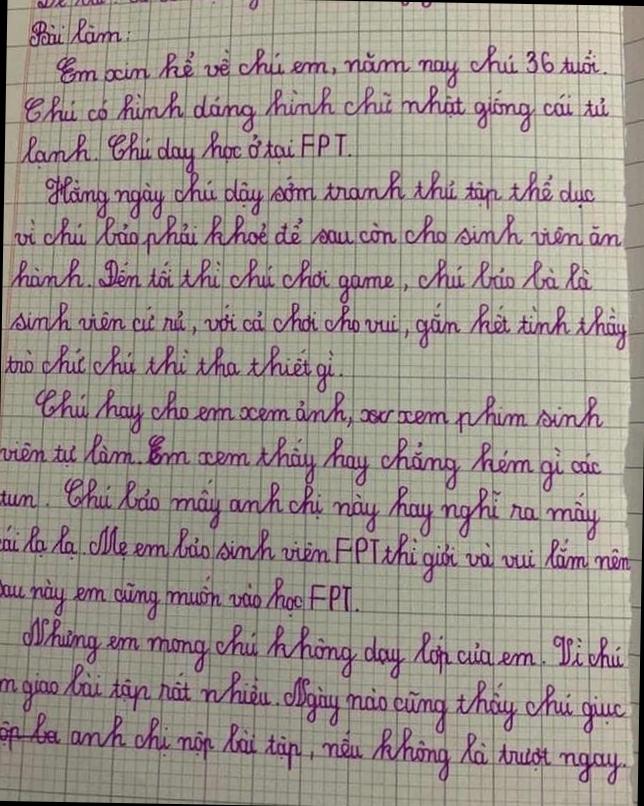 Bài làm:
Em xin kể về chú em, năm nay chú 36 tuổi.
Chú có hình dáng hình chữ nhật giống cái tủ
lạnh. Chú dạy học ở tại FPT.
Hằng ngày chú dậy sớm tranh thủ tập thể dục
vì chú bảo phải khoẻ để sau còn cho sinh viên ăn
hành. Đến tối thì chú chơi game, chú bảo là là
sinh viên cứ rủ, với cả chơi cho vui, gắn kết tình thầy
trò chứ chú thì tha thiết gì.
Chú hay cho em xem ảnh, xem phim sinh
viên tự làm. Em xem thấy hay chẳng kém gì các
tun. Chú bảo mấy anh chị này hay nghĩ ra mấy
ái lạ lạ. Mẹ em bảo sinh viên FPT thì giỏi và vui lắm nên
au này em cũng muốn vào học FPT.
Nhưng em mong chú không dạy lớp của em. Vì chú
m giao bài tập rất nhiều. Ngày nào cũng thấy chú giục
anh chị nộp bài tập, nếu không là trượt ngay.